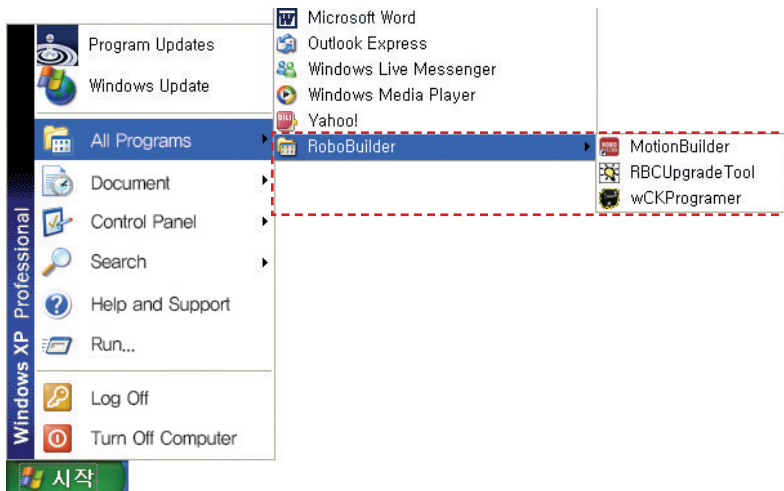 Program Updates
Windows Update
All Programs
Document
Control Panel
Search
Help and Support
Run...
Log Off
Turn Off Computer
Windows XP Professional
시작
Microsoft Word
Outlook Express
Windows Live Messenger
Windows Media Player
Yahoo!
RoboBuilder
MotionBuilder
RBCUpgradeTool
wCKProgramer